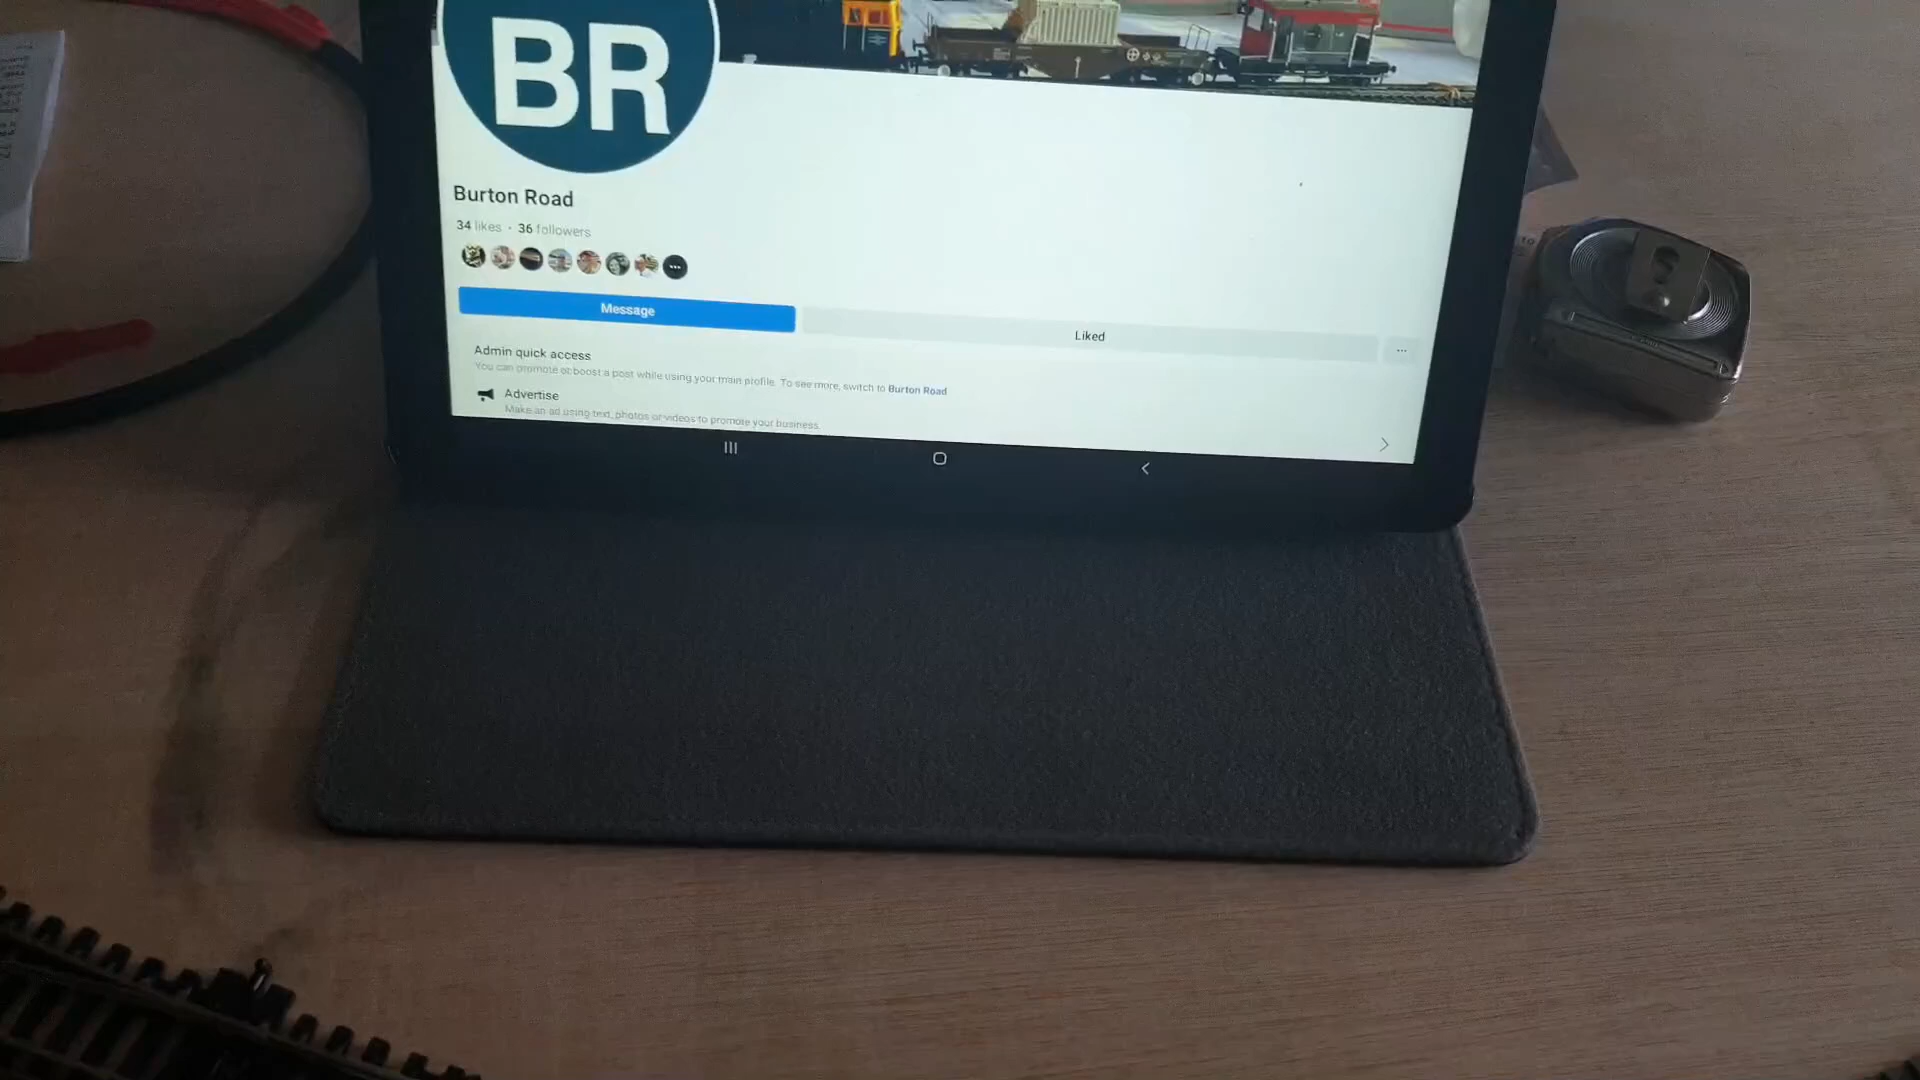 BR
Burton Road
34 likes · 36 followers
Message
Liked
Admin quick access
You can promote or boost a post while using your main profile. To see more, switch to Burton Road
Advertise
Make an ad using text, photos or videos to promote your business.